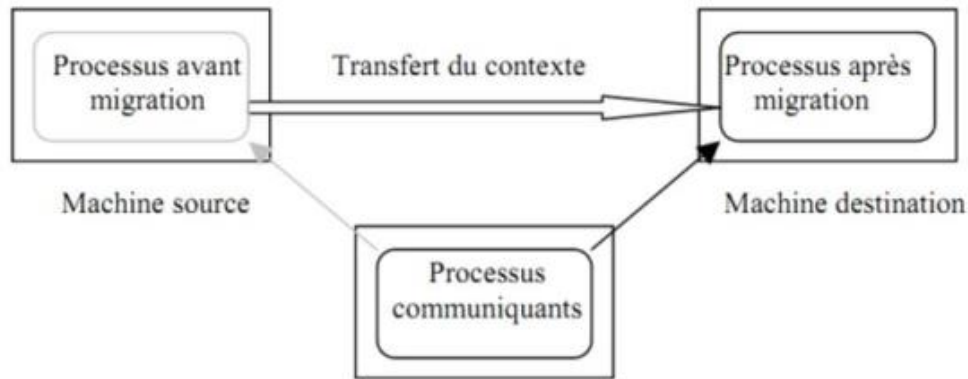 Processus avant
migration
Transfert du contexte
Processus après
migration
Machine source
Machine destination
Processus
communiquants